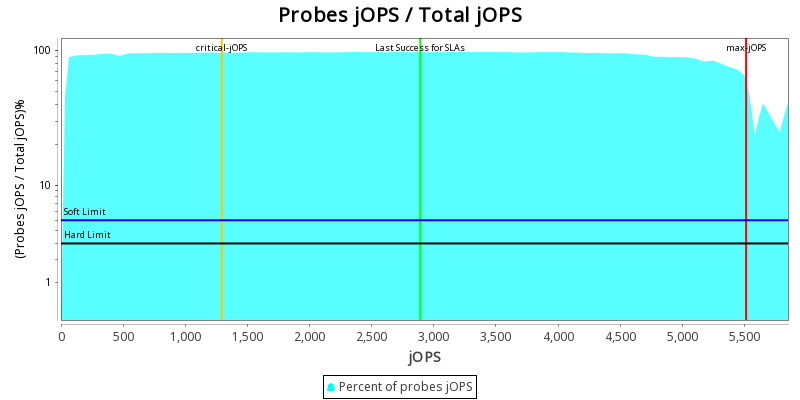 Probes jOPS / Total jOPS
(Probes jOPS / Total jOPS)%
100
10
1
critical-jOPS
Last Success for SLAs
max-jOPS
Soft Limit
Hard Limit
0
500
1,000
1,500
2,000
2,500
3,000
3,500
4,000
4,500
5,000
5,500
jOPS
Percent of probes jOPS